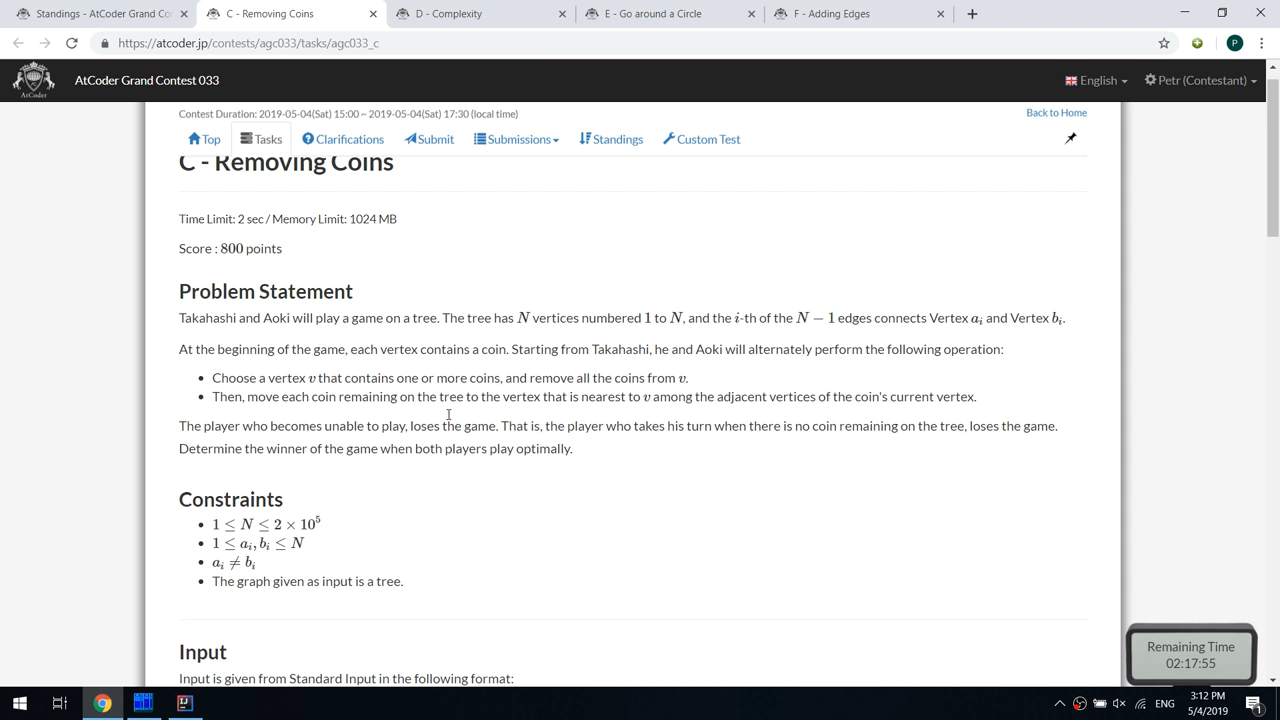 Standings - AtCoder Grand Co
C - Removing Coins
D - Complexity
E - Go around a Circle
F - Adding Edges
https://atcoder.jp/contests/agc033/tasks/agc033_c
P
AtCoder
AtCoder Grand Contest 033
English
Petr (Contestant)
Contest Duration: 2019-05-04(Sat) 15:00 ~ 2019-05-04(Sat) 17:30 (local time)
Back to Home
Top
Tasks
Clarifications
Submit
Submissions
Standings
Custom Test
C - Removing Coins
Time Limit: 2 sec / Memory Limit: 1024 MB
Score : 800 points
Problem Statement
Takahashi and Aoki will play a game on a tree. The tree has N vertices numbered 1 to N, and the i-th of the N − 1 edges connects Vertex a_i and Vertex b_i.
At the beginning of the game, each vertex contains a coin. Starting from Takahashi, he and Aoki will alternately perform the following operation:
• Choose a vertex v that contains one or more coins, and remove all the coins from v.
• Then, move each coin remaining on the tree to the vertex that is nearest to v among the adjacent vertices of the coin's current vertex.
The player who becomes unable to play, loses the game. That is, the player who takes his turn when there is no coin remaining on the tree, loses the game.
Determine the winner of the game when both players play optimally.
Constraints
• 1 ≤ N ≤ 2 × 10^5
• 1 ≤ a_i, b_i ≤ N
• a_i ≠ b_i
• The graph given as input is a tree.
Input
Input is given from Standard Input in the following format:
Remaining Time
02:17:55
ENG
3:12 PM
5/4/2019
1